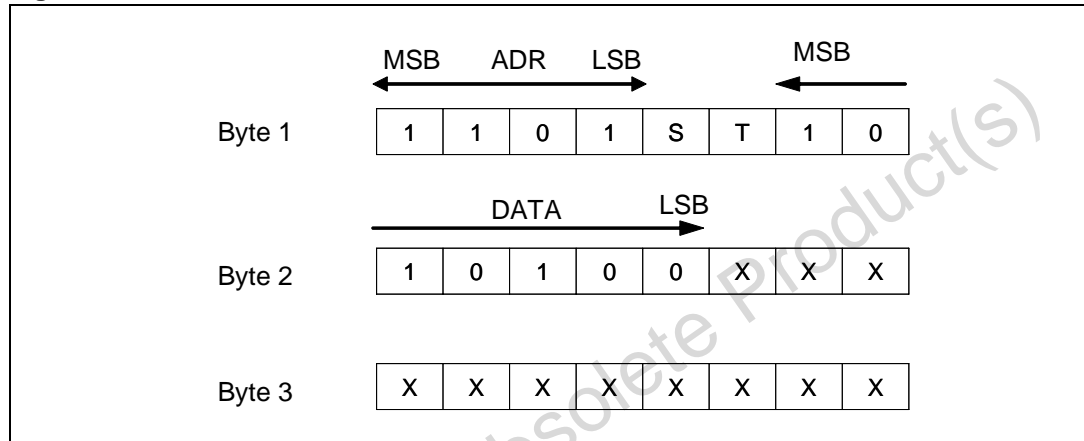 MSB ADR LSB MSB
Byte 1 1 1 0 1 S T 1 0
DATA LSB
Byte 2 1 0 1 0 0 X X X
Byte 3 X X X X X X X X
bsolete Product(s)